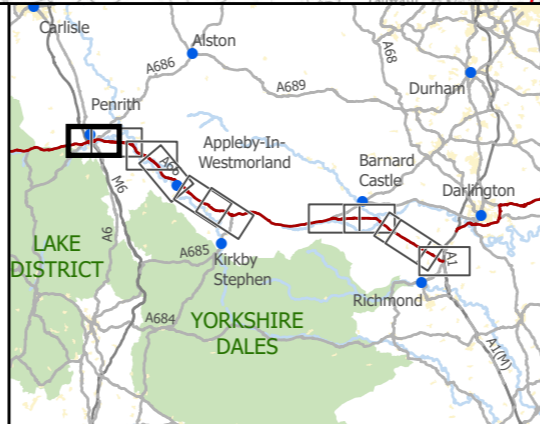 Carlisle
Alston
A68
A686
A689
Durham
Penrith
Appleby-In-
Westmorland
A66
Barnard
Castle
Darlington
M6
A6
LAKE
DISTRICT
A685
Kirkby
Stephen
A1
Richmond
A684
YORKSHIRE
DALES
A1(M)